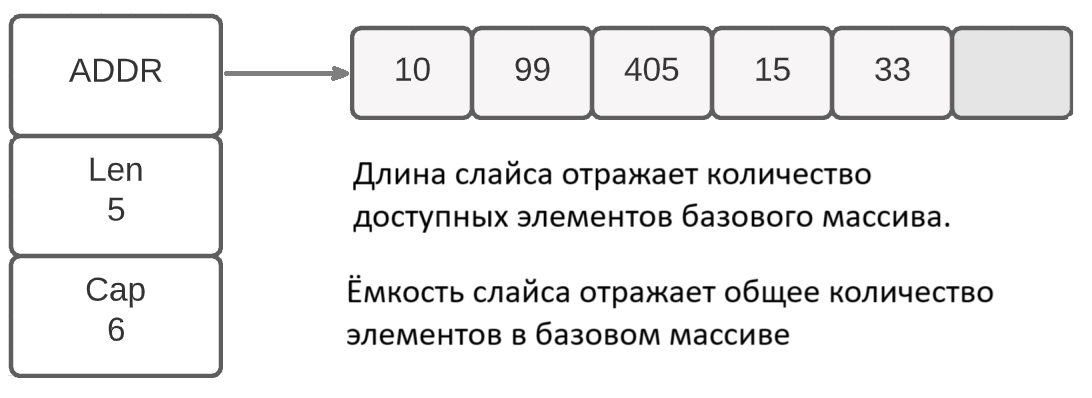 ADDR
10 99 405 15 33
Len
5
Длина слайса отражает количество
доступных элементов базового массива.
Cap
6
Ёмкость слайса отражает общее количество
элементов в базовом массиве